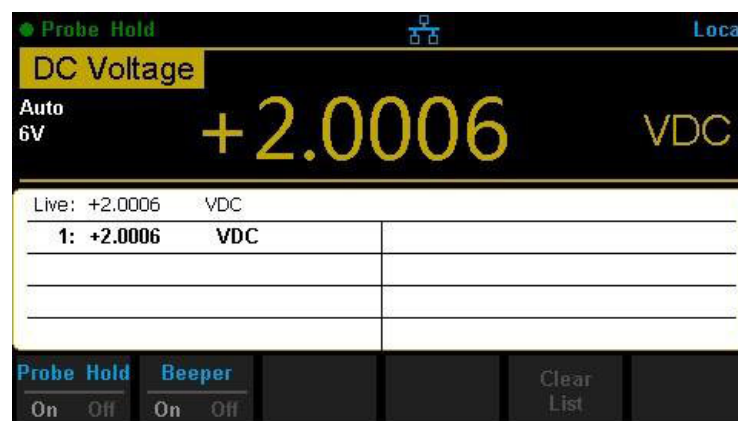 Probe Hold Loca
DC Voltage
Auto
6V
+2.0006 VDC
Live: +2.0006 VDC
1: +2.0006 VDC
Probe Hold Beeper Clear
On Off On Off List